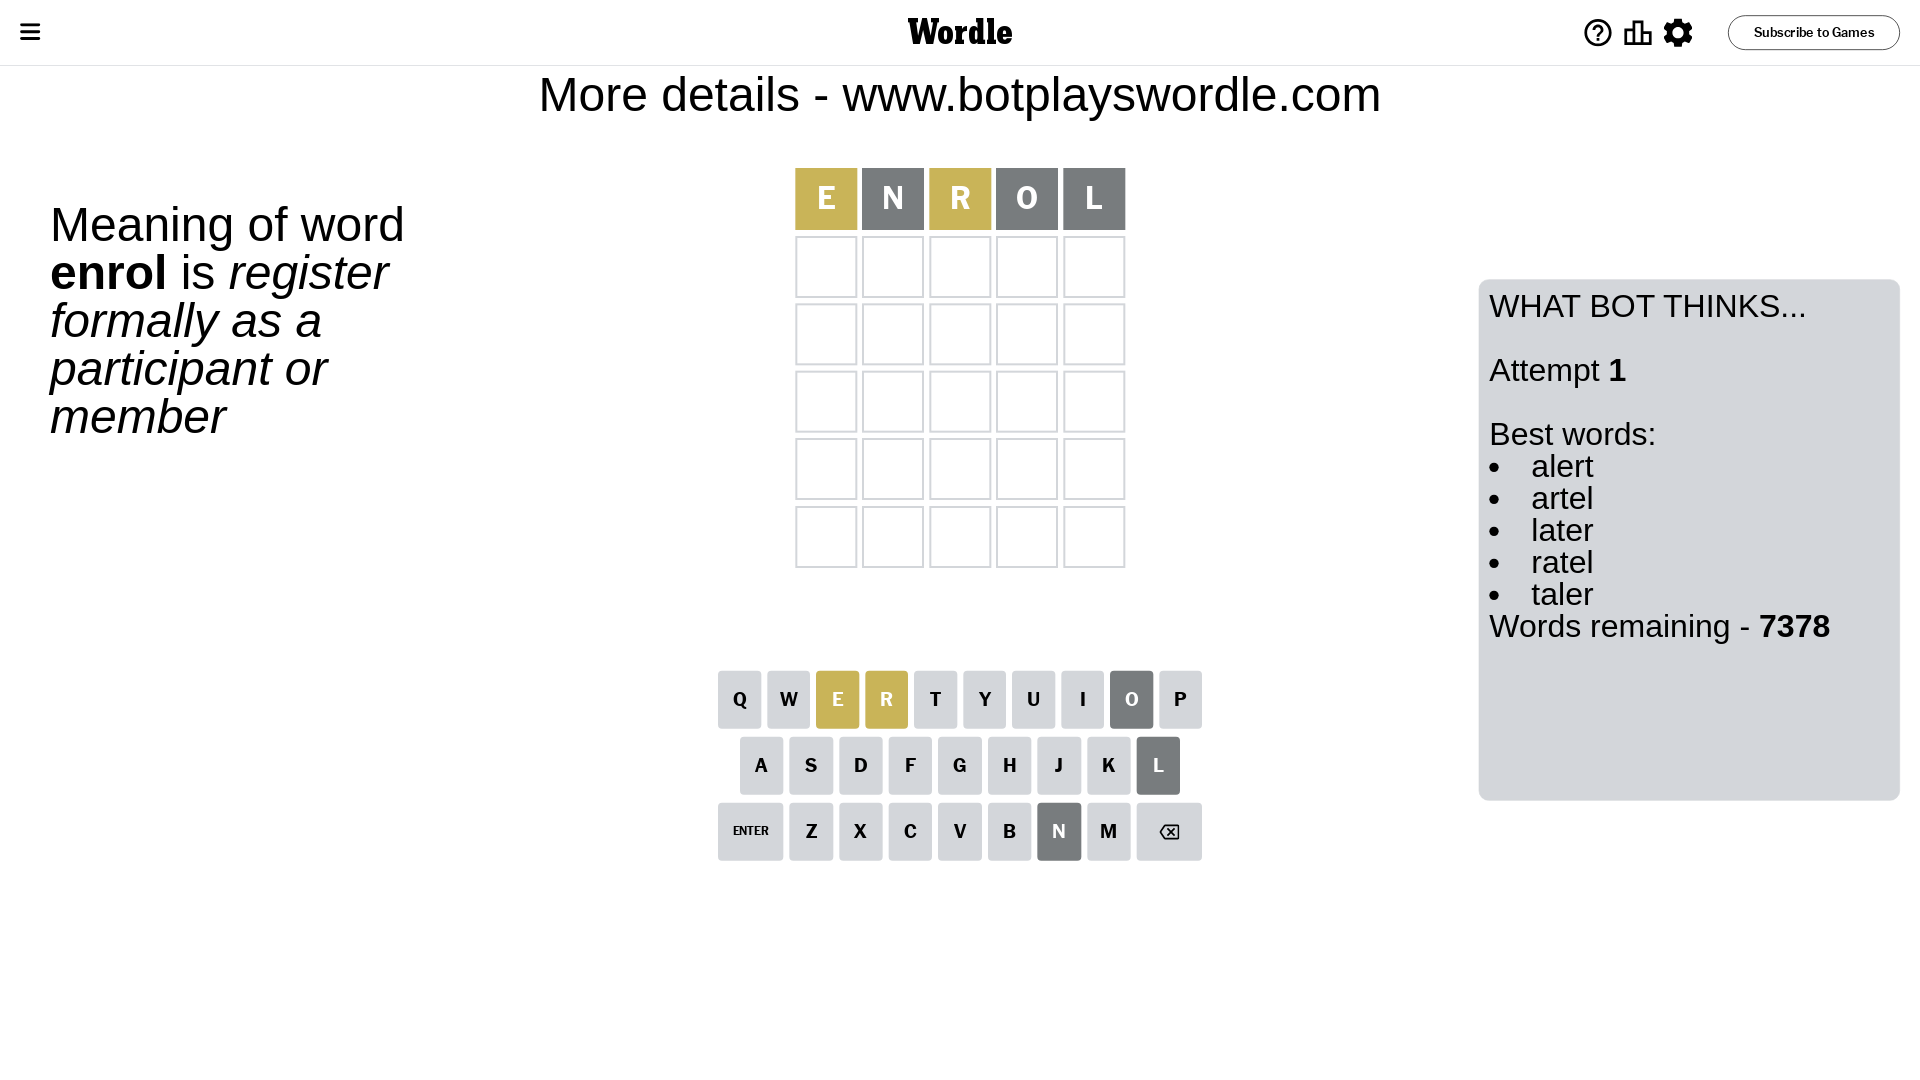 Wordle
Subscribe to Games
More details - www.botplayswordle.com
Meaning of word
enrol is register
formally as a
participant or
member
E N R O L
WHAT BOT THINKS...
Attempt 1
Best words:
• alert
• artel
• later
• ratel
• taler
Words remaining - 7378
Q W E R T Y U I O P
A S D F G H J K L
ENTER Z X C V B N M